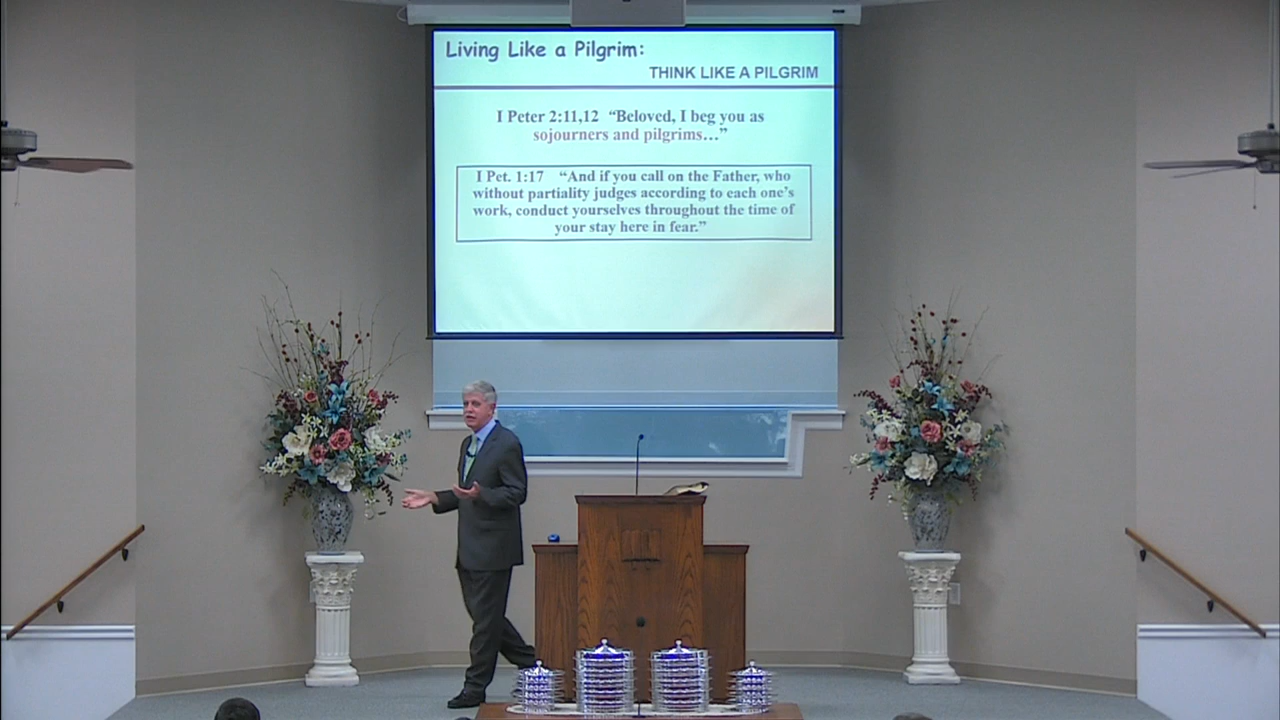 Living Like a Pilgrim:
THINK LIKE A PILGRIM
I Peter 2:11,12 “Beloved, I beg you as
sojourners and pilgrims…”
I Pet. 1:17 “And if you call on the Father, who
without partiality judges according to each one’s
work, conduct yourselves throughout the time of
your stay here in fear.”